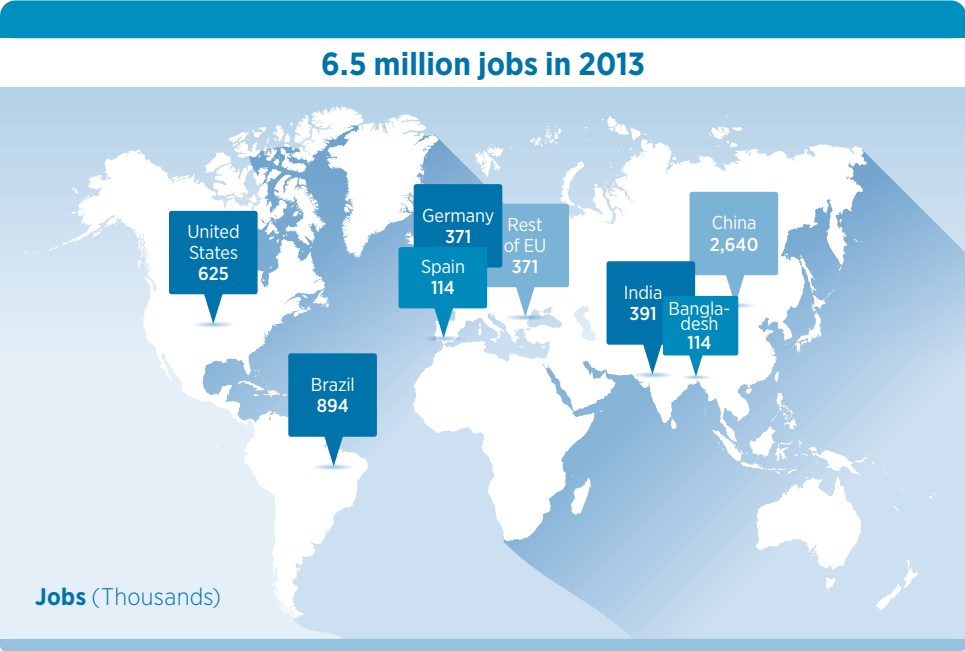 6.5 million jobs in 2013
United
States
625
Germany
371
Rest
of EU
371
Spain
114
China
2,640
India
391
Bangla-
desh
114
Brazil
894
Jobs (Thousands)